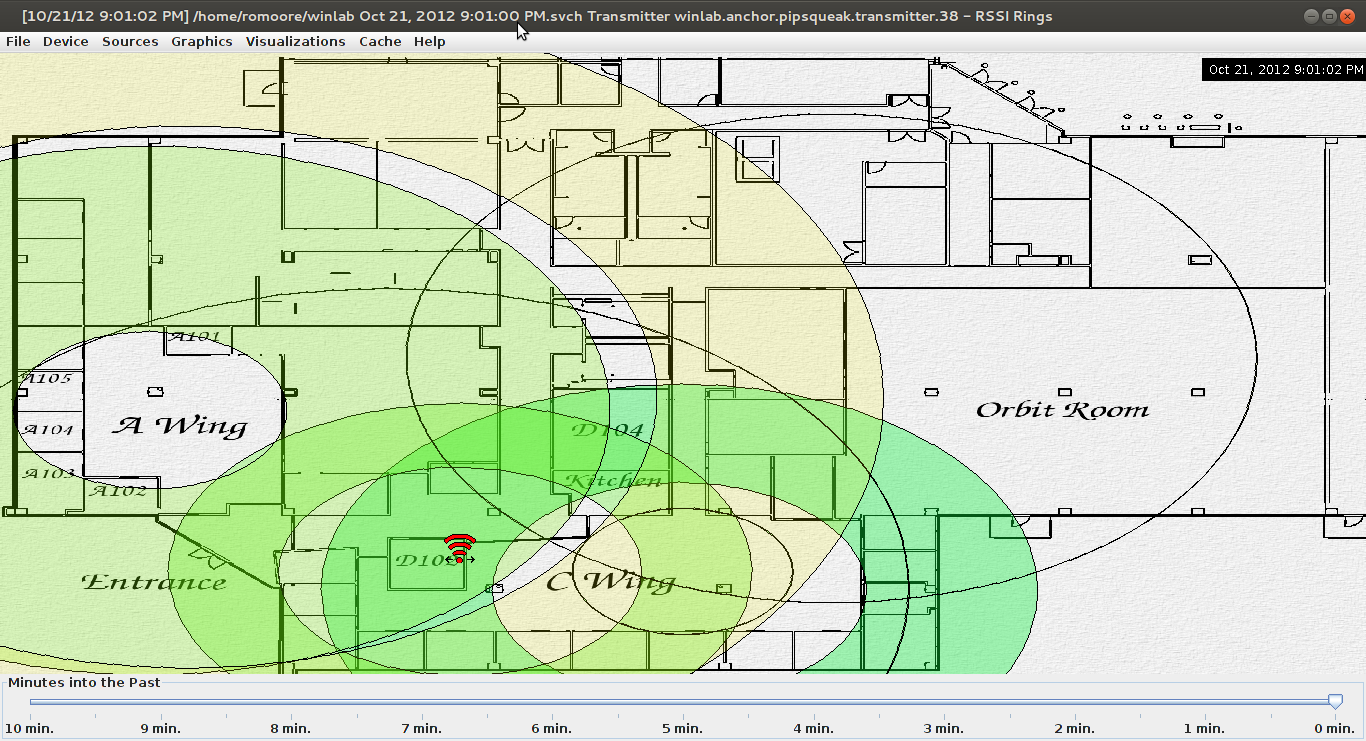 [10/21/12 9:01:02 PM] /home/romoore/winlab Oct 21, 2012 9:01:00 PM.svch Transmitter winlab.anchor.pipsqueak.transmitter.38 – RSSI Rings
File Device Sources Graphics Visualizations Cache Help
Oct 21, 2012 9:01:02 PM
A101
A105
Orbit Room
A Wing
A104
D104
A103
Kitchen
A102
Entrance
C Wing
Minutes into the Past
10 min. 9 min. 8 min. 7 min. 6 min. 5 min. 4 min. 3 min. 2 min. 1 min. 0 min.